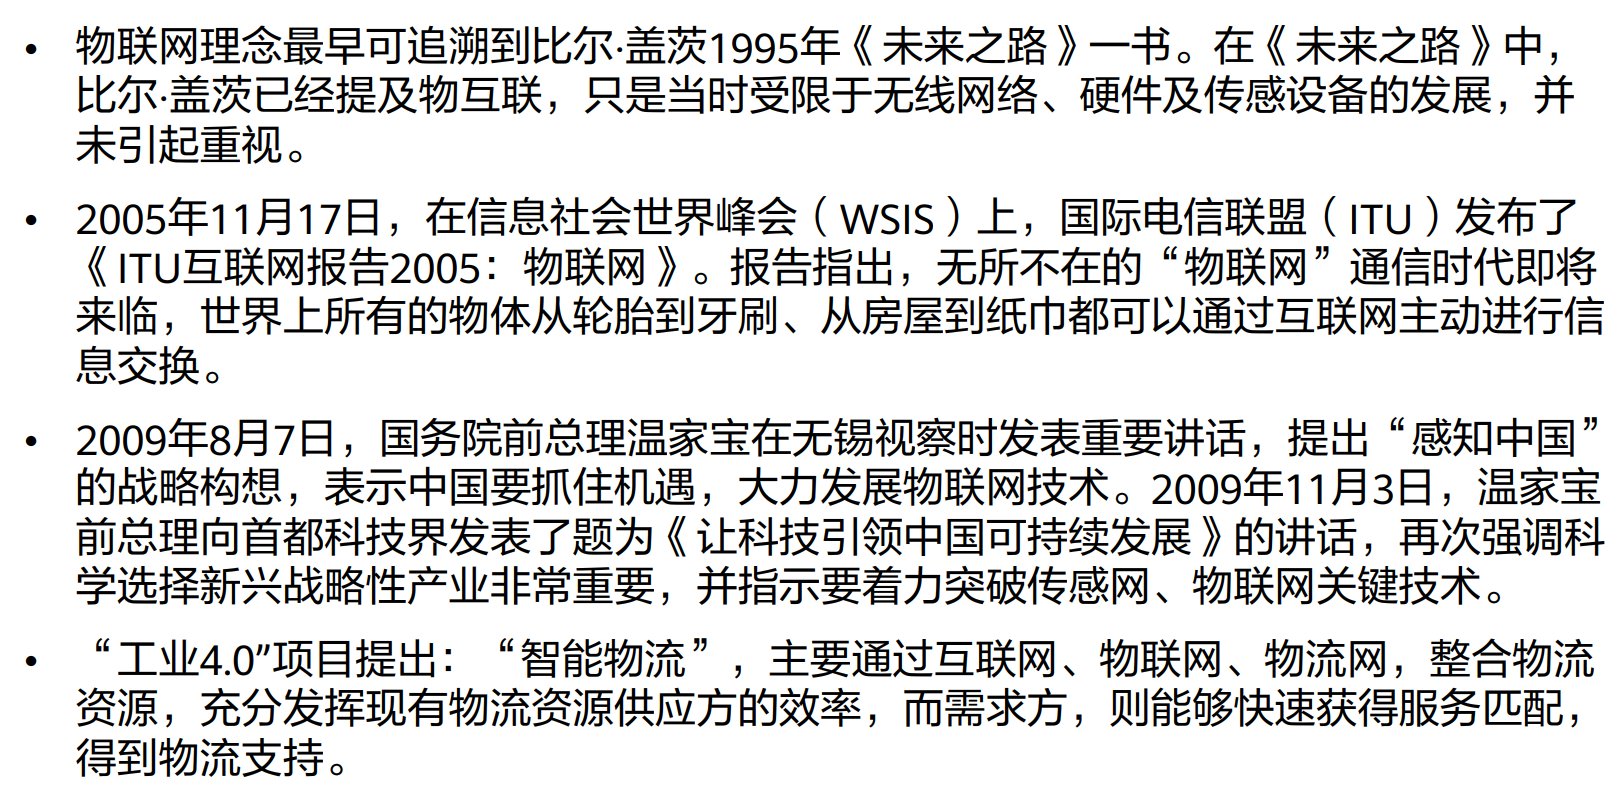 • 物联网理念最早可追溯到比尔·盖茨1995年《未来之路》一书。在《未来之路》中，
比尔·盖茨已经提及物互联，只是当时受限于无线网络、硬件及传感设备的发展，并
未引起重视。
• 2005年11月17日，在信息社会世界峰会（WSIS）上，国际电信联盟（ITU）发布了
《ITU互联网报告2005：物联网》。报告指出，无所不在的“物联网”通信时代即将
来临，世界上所有的物体从轮胎到牙刷、从房屋到纸巾都可以通过互联网主动进行信
息交换。
• 2009年8月7日，国务院前总理温家宝在无锡视察时发表重要讲话，提出“感知中国”
的战略构想，表示中国要抓住机遇，大力发展物联网技术。2009年11月3日，温家宝
前总理向首都科技界发表了题为《让科技引领中国可持续发展》的讲话，再次强调科
学选择新兴战略性产业非常重要，并指示要着力突破传感网、物联网关键技术。
• “工业4.0”项目提出：“智能物流”，主要通过互联网、物联网、物流网，整合物流
资源，充分发挥现有物流资源供应方的效率，而需求方，则能够快速获得服务匹配，
得到物流支持。